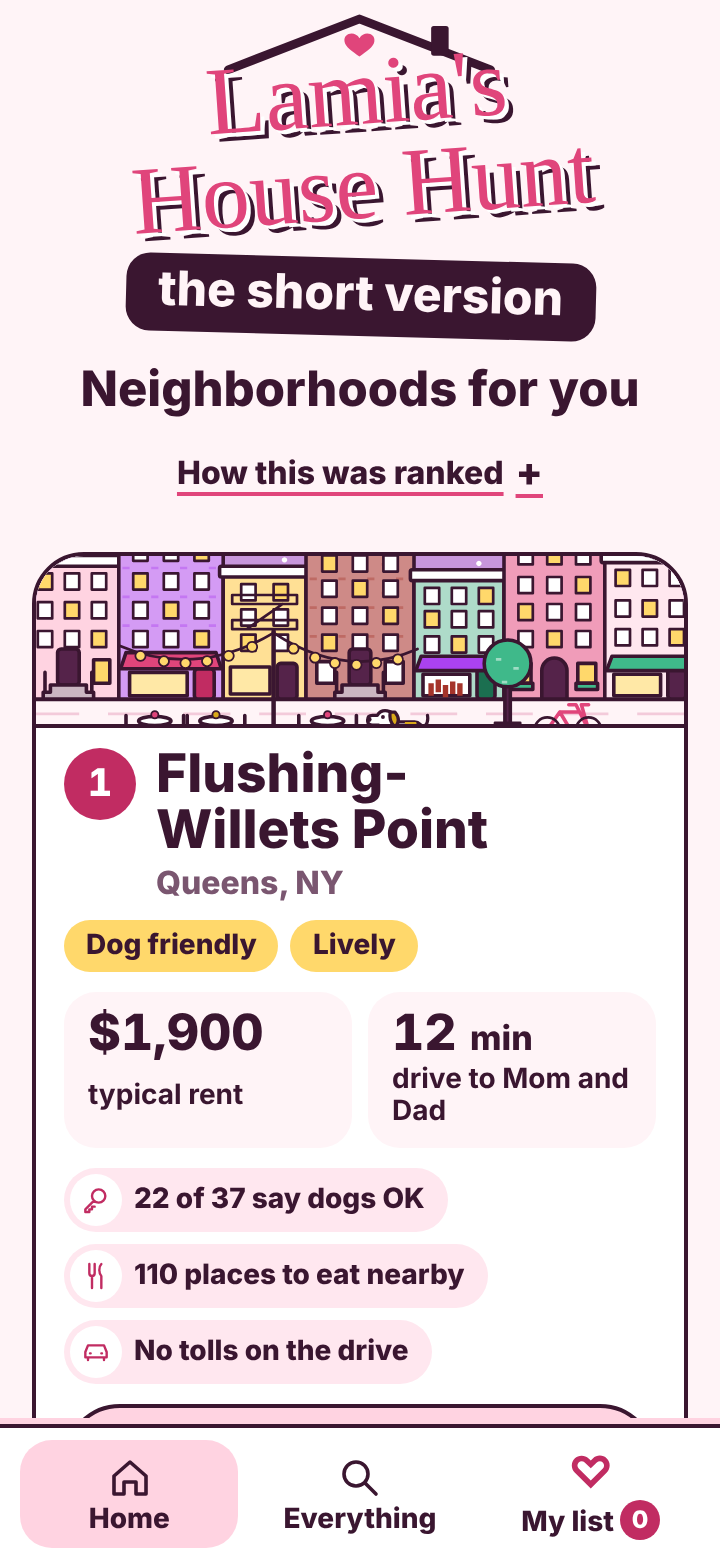 Lamia's
House Hunt
the short version
Neighborhoods for you
How this was ranked +
1
Flushing-
Willets Point
Queens, NY
Dog friendly
Lively
$1,900
typical rent
12 min
drive to Mom and
Dad
22 of 37 say dogs OK
110 places to eat nearby
No tolls on the drive
Home
Everything
My list 0